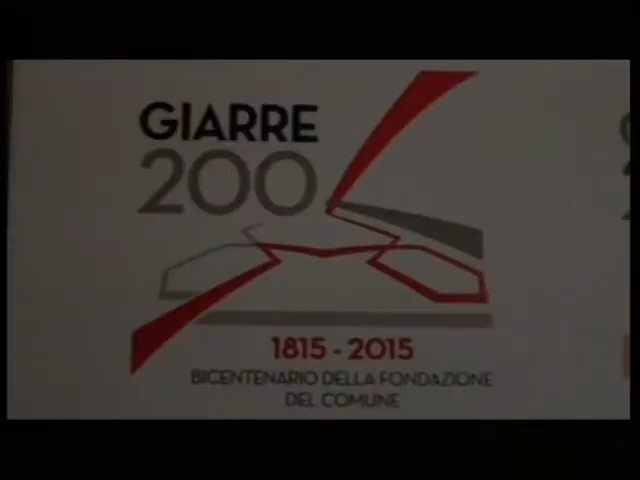 GIARRE
200
1815 - 2015
BICENTENARIO DELLA FONDAZIONE
DEL COMUNE